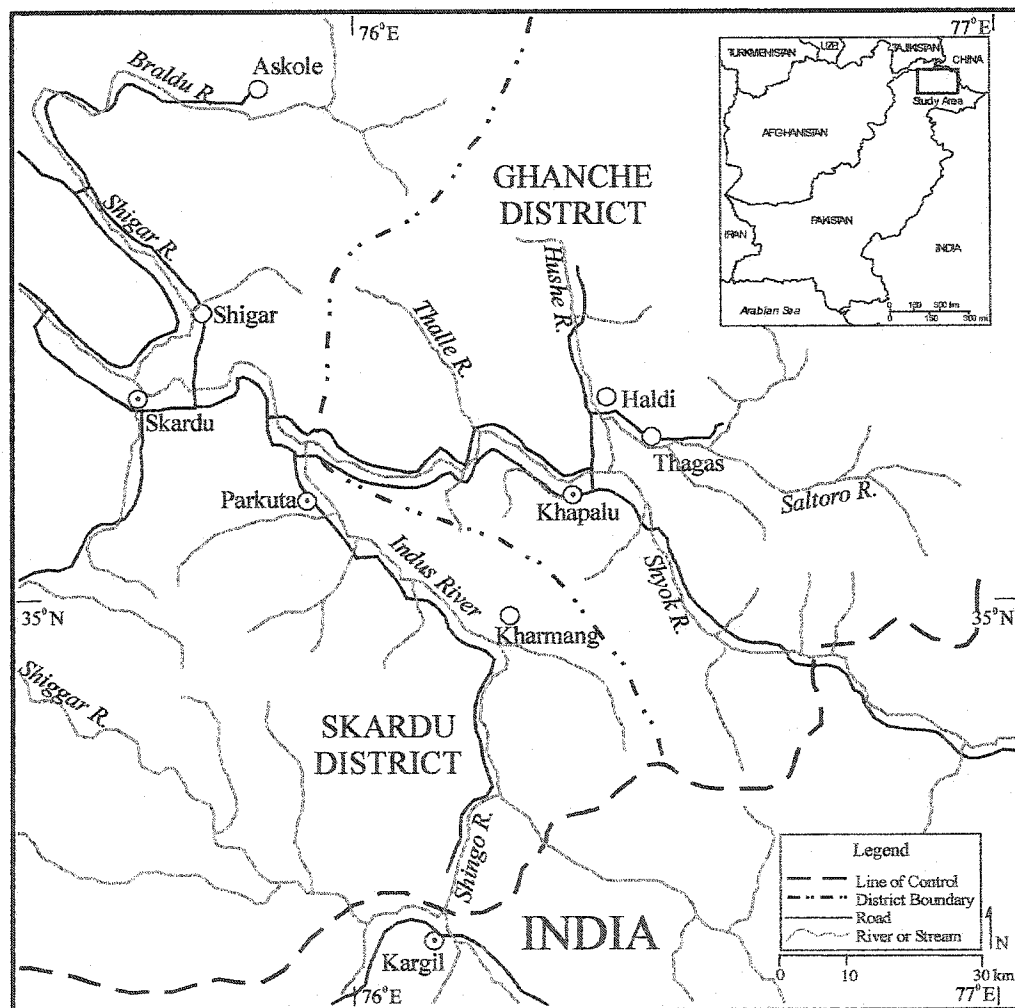 76°E
77°E
Braldu R.
Askole
TURKMENISTAN
UZB
TAJIKISTAN
CHINA
Study Area
AFGHANISTAN
PAKISTAN
IRAN
INDIA
Arabian Sea
GHANCHE
DISTRICT
Shigar R.
Shigar
Hushe R.
Thalle R.
Haldi
Skardu
Thagas
Saltoro R.
Parkuta
Khapalu
Indus River
Shyok R.
35°N
35°N
Kharmang
Shiggar R.
SKARDU
DISTRICT
Shingo R.
INDIA
Kargil
Legend
Line of Control
District Boundary
Road
River or Stream
N
0 10 30 km
76°E
77°E